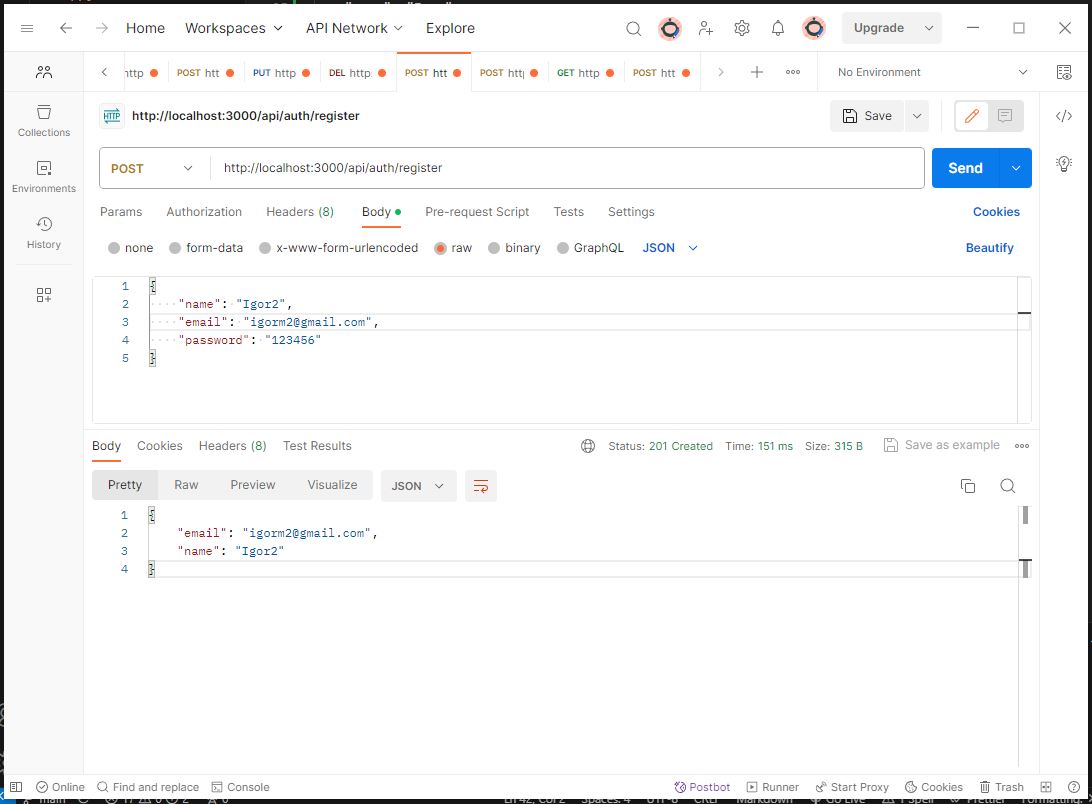 Home Workspaces API Network Explore Upgrade
http POST htt PUT http DEL http POST htt POST http GET http POST htt No Environment
HTTP http://localhost:3000/api/auth/register Save
Collections
POST http://localhost:3000/api/auth/register Send
Environments
Params Authorization Headers (8) Body Pre-request Script Tests Settings Cookies
History
none form-data x-www-form-urlencoded raw binary GraphQL JSON Beautify
1 {
2 "name": "Igor2",
3 "email": "igorm2@gmail.com",
4 "password": "123456"
5 }
Body Cookies Headers (8) Test Results Status: 201 Created Time: 151 ms Size: 315 B Save as example
Pretty Raw Preview Visualize JSON
1 {
2 "email": "igorm2@gmail.com",
3 "name": "Igor2"
4 }
Online Find and replace Console Postbot Runner Start Proxy Cookies Trash